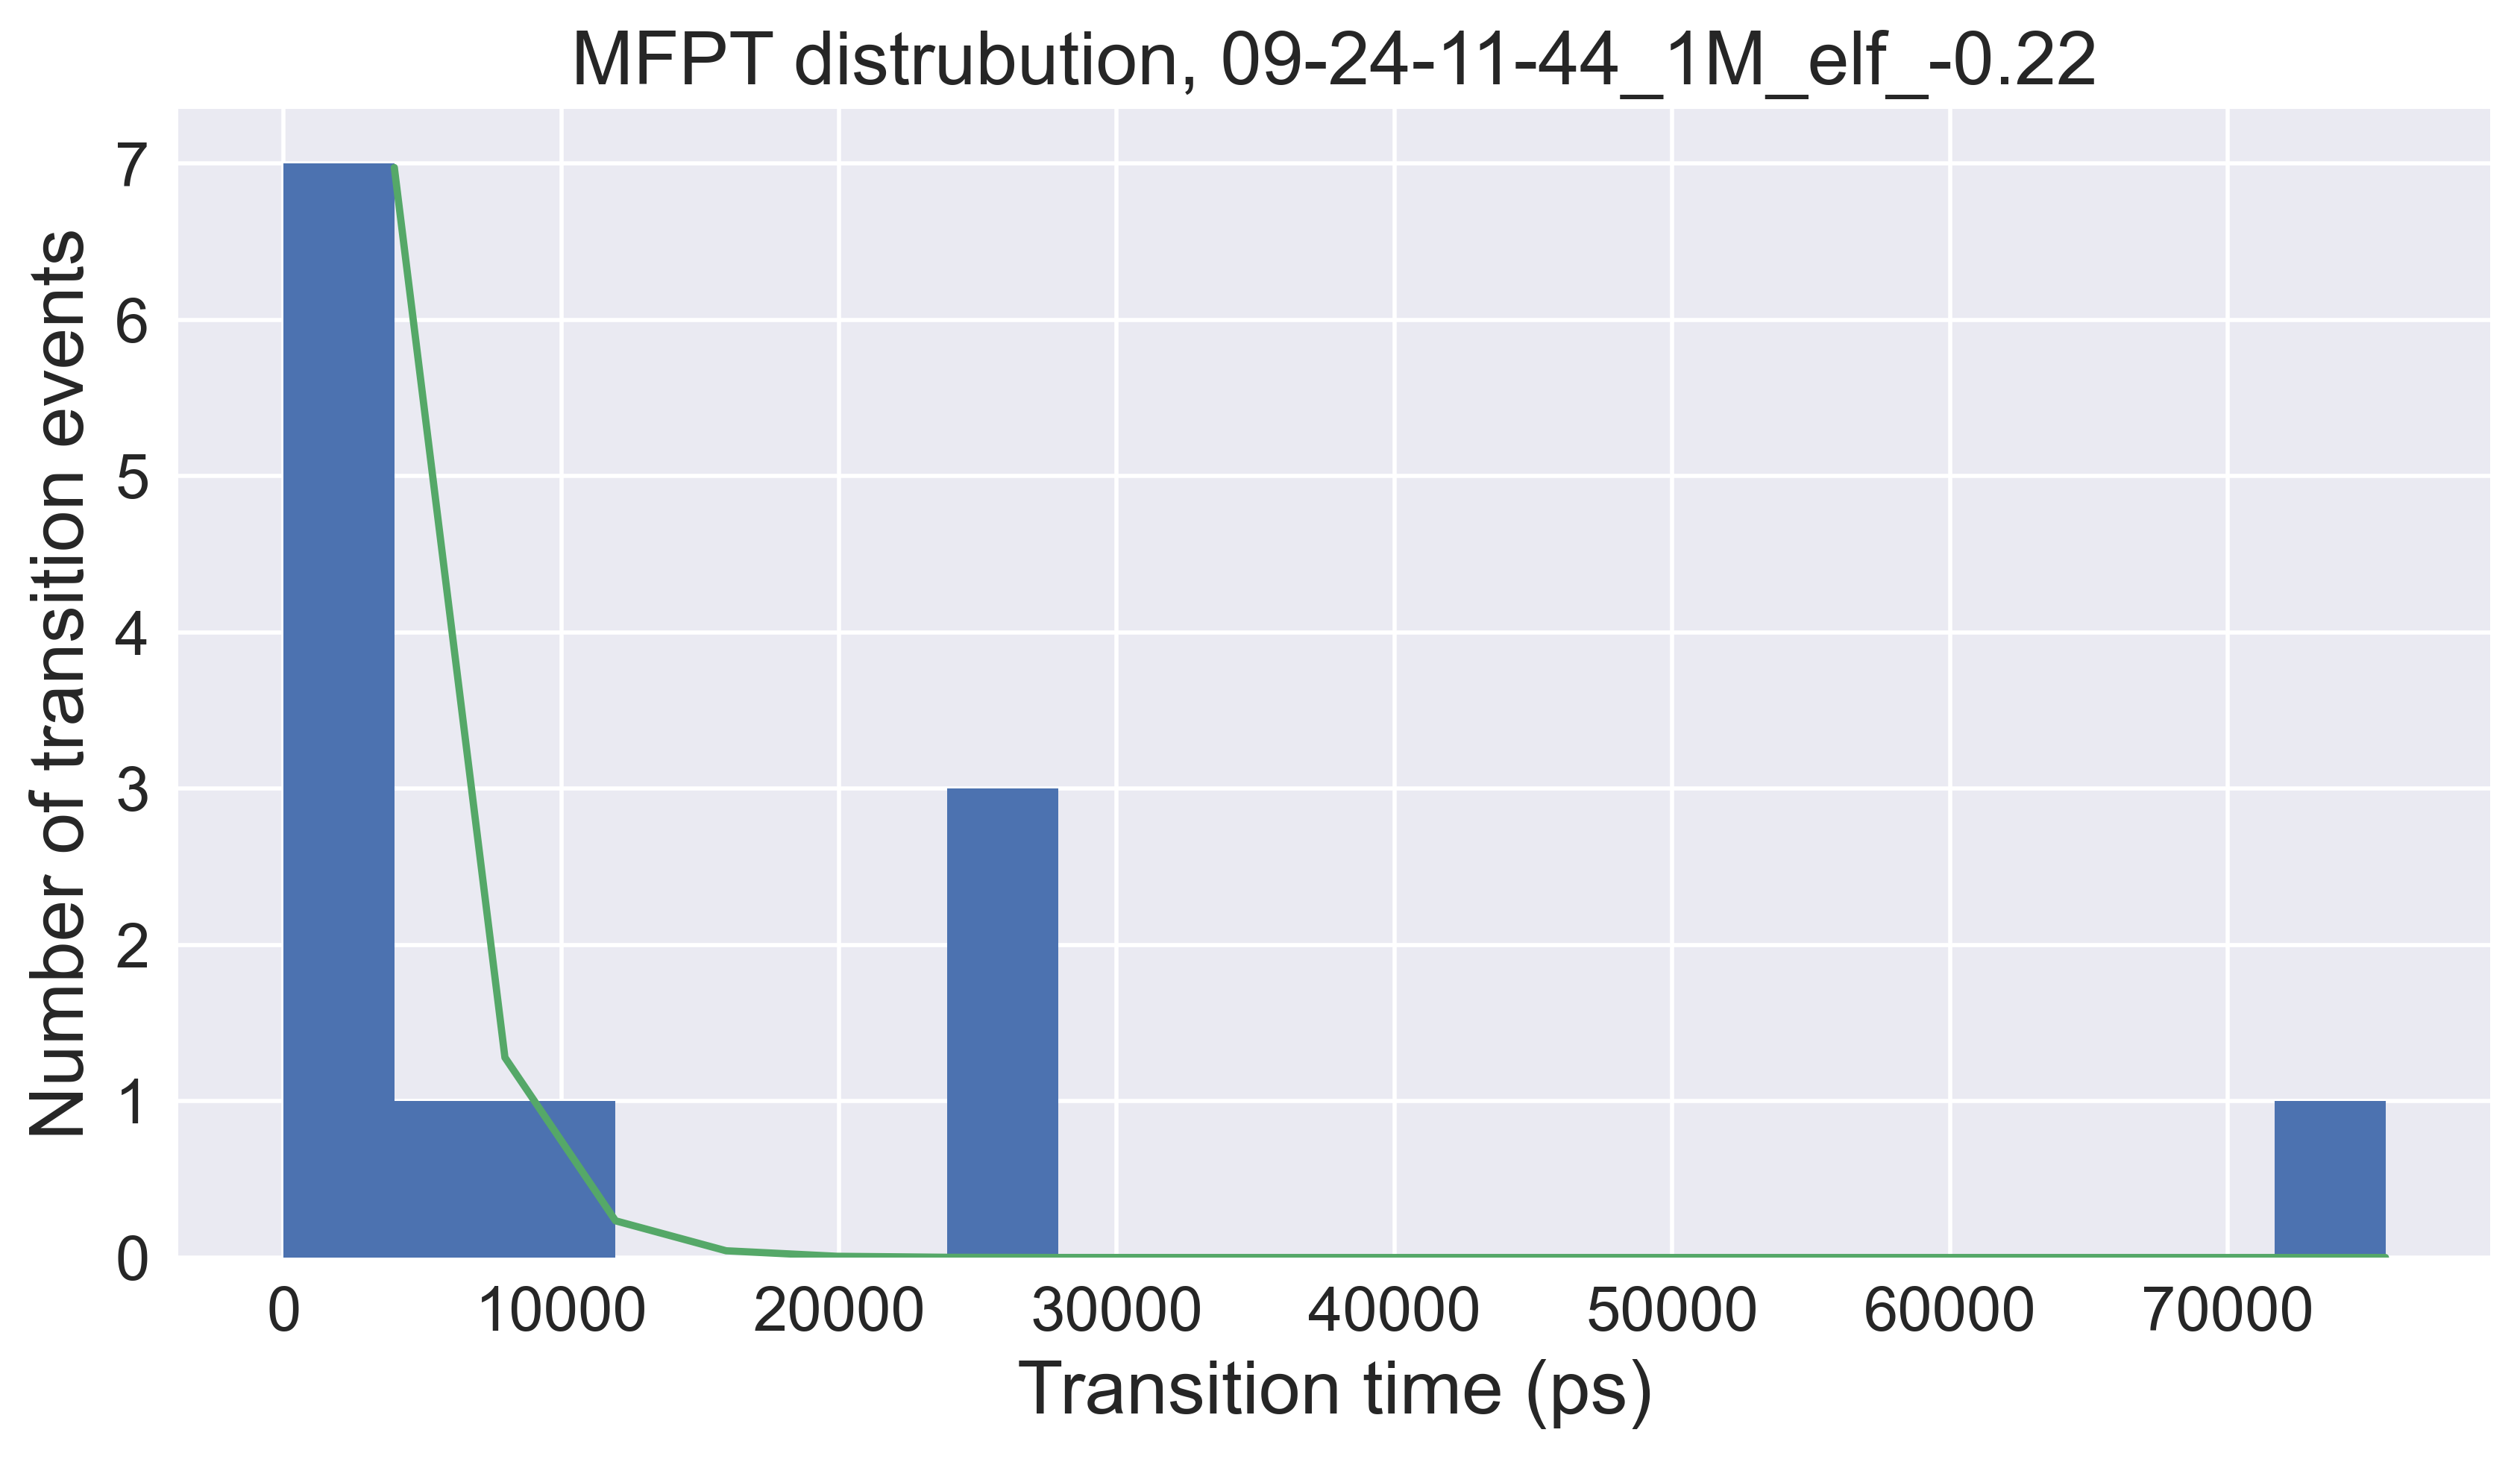 MFPT distrubution, 09-24-11-44_1M_elf_-0.22
Number of transition events
7
6
5
4
3
2
1
0
0 10000 20000 30000 40000 50000 60000 70000
Transition time (ps)